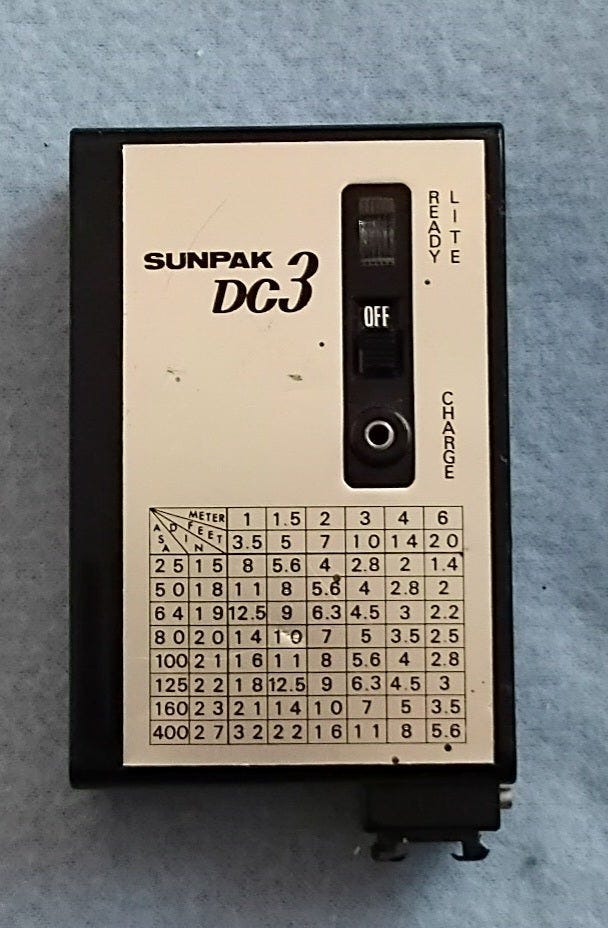 SUNPAK
DC3
READY
LITE
OFF
CHARGE
METER 1 1.5 2 3 4 6
ASA DIN FEET 3.5 5 7 10 14 20
25 15 8 5.6 4 2.8 2 1.4
50 18 11 8 5.6 4 2.8 2
64 19 12.5 9 6.3 4.5 3 2.2
80 20 14 10 7 5 3.5 2.5
100 21 16 11 8 5.6 4 2.8
125 22 18 12.5 9 6.3 4.5 3
160 23 21 14 10 7 5 3.5
400 27 32 22 16 11 8 5.6